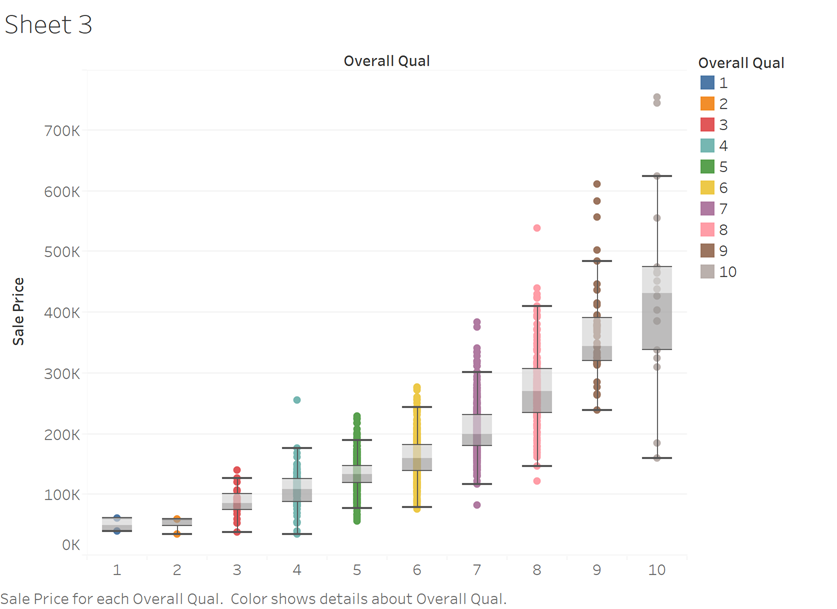 Sheet 3
Overall Qual
Overall Qual
1
2
3
4
5
6
7
8
9
10
Sale Price
700K
600K
500K
400K
300K
200K
100K
0K
1 2 3 4 5 6 7 8 9 10
Sale Price for each Overall Qual. Color shows details about Overall Qual.